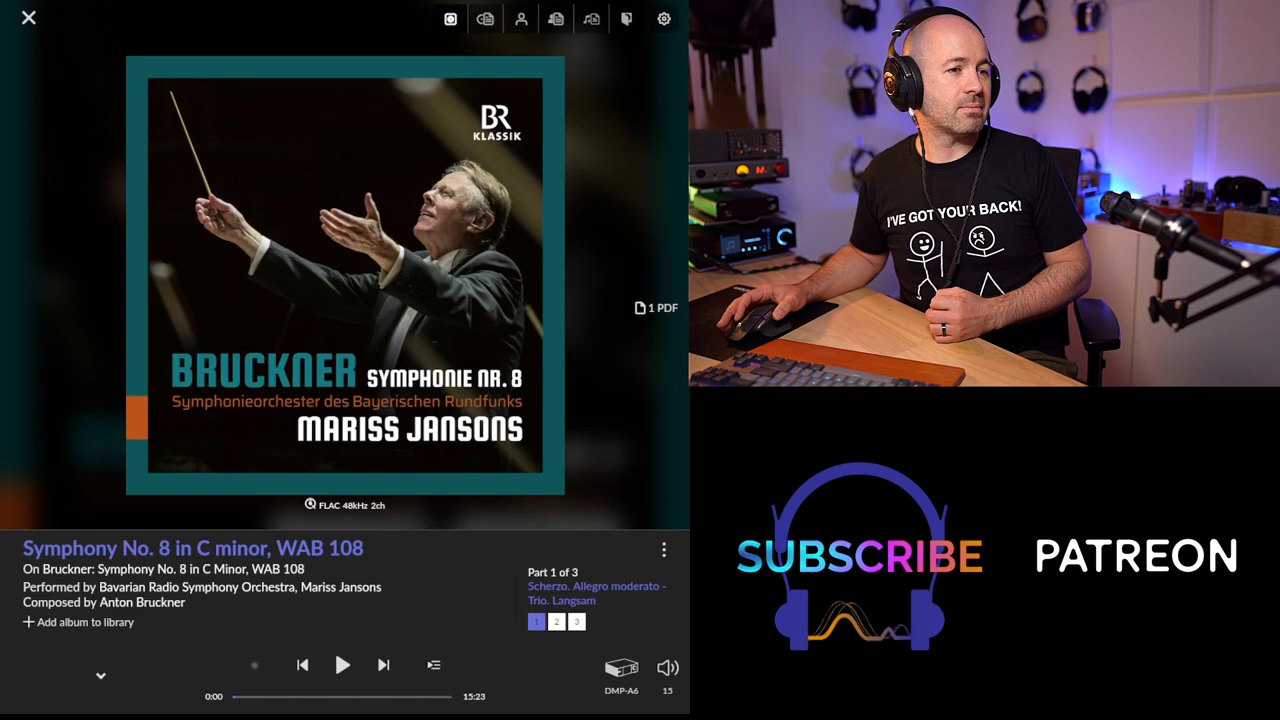 BR
KLASSIK
BRUCKNER SYMPHONIE NR. 8
Symphonieorchester des Bayerischen Rundfunks
MARISS JANSONS
1 PDF
FLAC 48kHz 2ch
Symphony No. 8 in C minor, WAB 108
On Bruckner: Symphony No. 8 in C Minor, WAB 108
Performed by Bavarian Radio Symphony Orchestra, Mariss Jansons
Composed by Anton Bruckner
Add album to library
Part 1 of 3
Scherzo. Allegro moderato -
Trio. Langsam
1 2 3
0:00
15:23
DMP-A6
15
I'VE GOT YOUR BACK!
SUBSCRIBE
PATREON